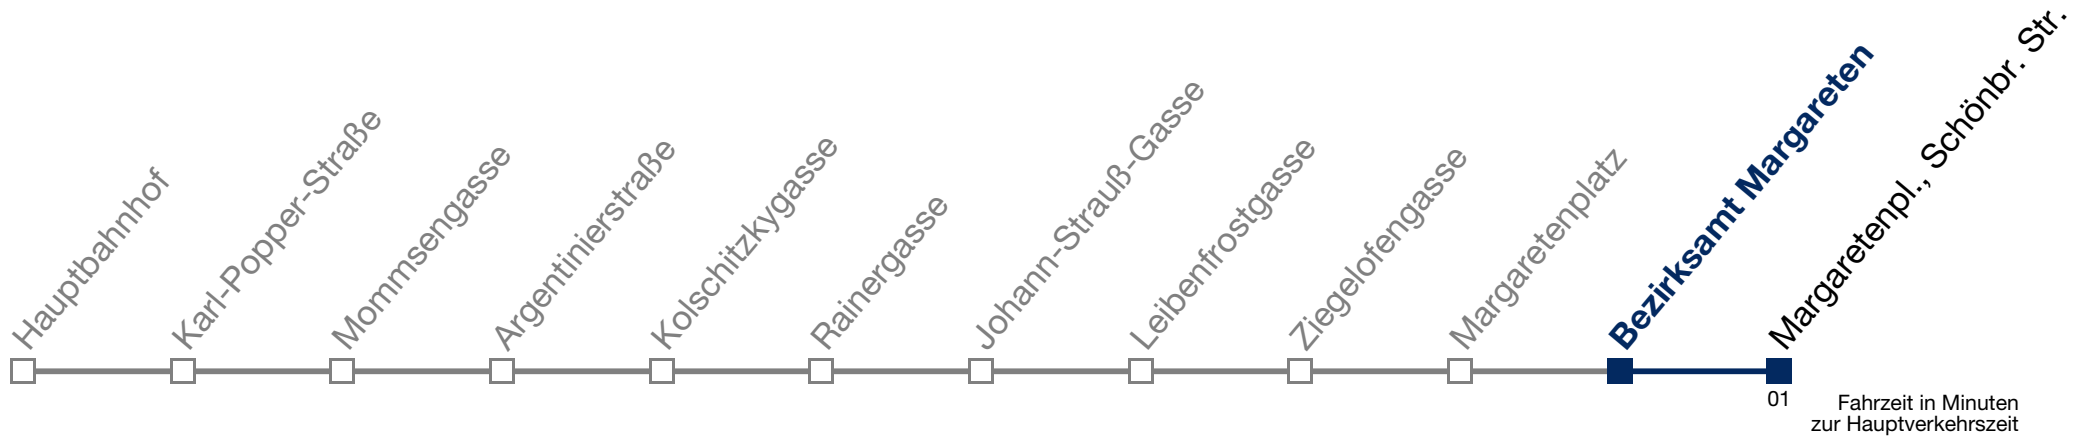 Hauptbahnhof
Karl-Popper-Straße
Mommsengasse
Argentinierstraße
Kolschitzkygasse
Rainergasse
Johann-Strauß-Gasse
Leibenfrostgasse
Ziegelofengasse
Margaretenplatz
Bezirksamt Margareten
Margaretenpl., Schönbr. Str.
01
Fahrzeit in Minuten
zur Hauptverkehrszeit